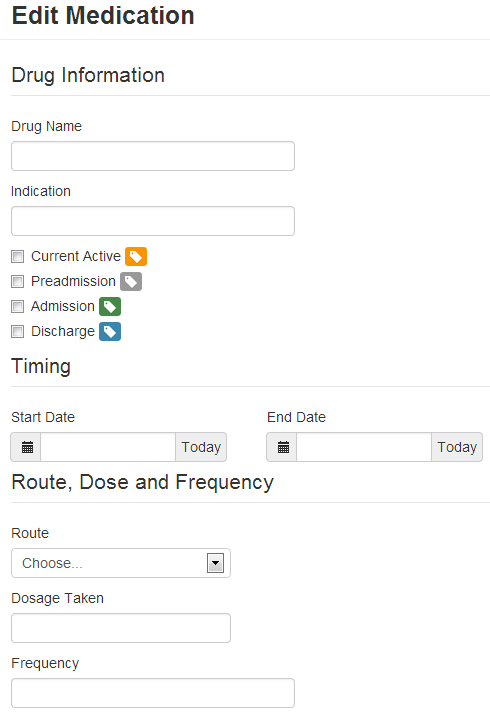 Edit Medication
Drug Information
Drug Name
Indication
Current Active
Preadmission
Admission
Discharge
Timing
Start Date End Date
Today Today
Route, Dose and Frequency
Route
Choose...
Dosage Taken
Frequency